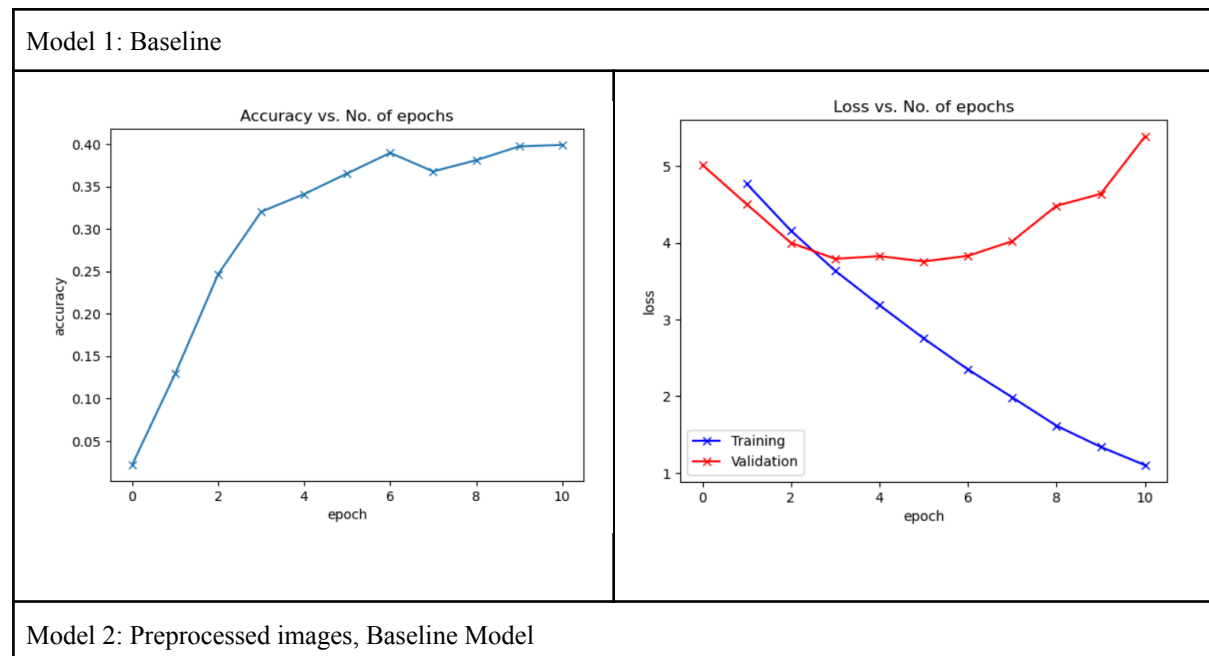 Model 1: Baseline
Accuracy vs. No. of epochs
0.40
0.35
0.30
0.25
0.20
0.15
0.10
0.05
accuracy
0 2 4 6 8 10
epoch
Loss vs. No. of epochs
5
4
3
2
1
loss
Training
Validation
0 2 4 6 8 10
epoch
Model 2: Preprocessed images, Baseline Model